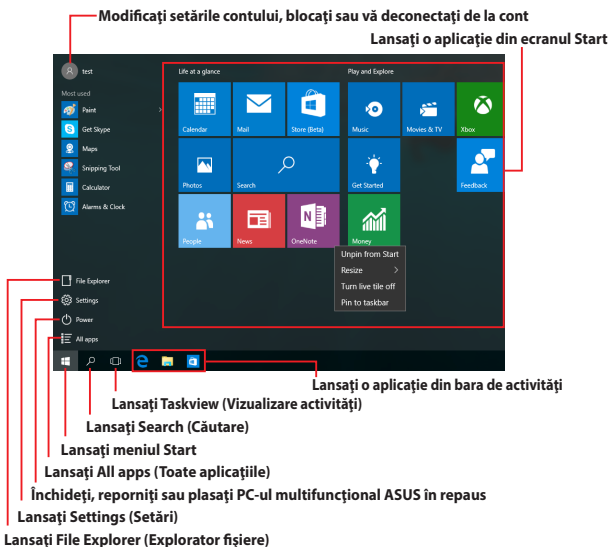 Modificați setările contului, blocați sau vă deconectați de la cont
Lansați o aplicație din ecranul Start
test
Life at a glance
Play and Explore
Most used
Paint
Get Skype
Maps
Snipping Tool
Calculator
Alarms & Clock
Calendar
Mail
Store (Beta)
Music
Movies & TV
Xbox
Photos
Search
Get Started
Feedback
People
News
OneNote
Money
Unpin from Start
Resize
Turn live tile off
Pin to taskbar
File Explorer
Settings
Power
All apps
Lansați o aplicație din bara de activități
Lansați Taskview (Vizualizare activități)
Lansați Search (Căutare)
Lansați meniul Start
Lansați All apps (Toate aplicațiile)
Închideți, reporniți sau plasați PC-ul multifuncțional ASUS în repaus
Lansați Settings (Setări)
Lansați File Explorer (Explorator fișiere)